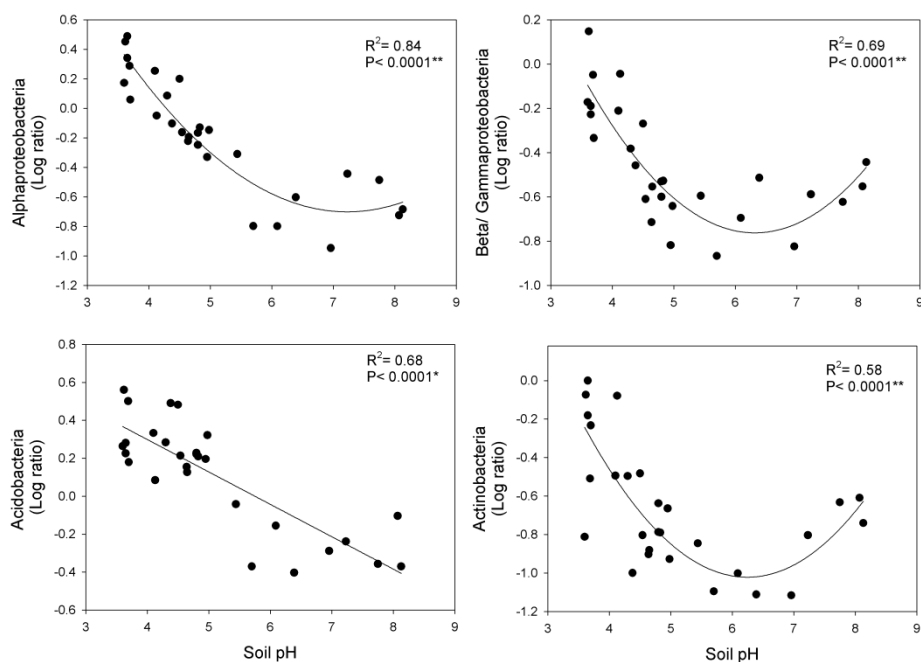 Alphaproteobacteria
(Log ratio)
0.6
0.4
0.2
0.0
-0.2
-0.4
-0.6
-0.8
-1.0
-1.2
R²= 0.84
P< 0.0001**
3 4 5 6 7 8 9
Beta/ Gammaproteobacteria
(Log ratio)
0.2
0.0
-0.2
-0.4
-0.6
-0.8
-1.0
R²= 0.69
P< 0.0001**
3 4 5 6 7 8 9
Acidobacteria
(Log ratio)
0.8
0.6
0.4
0.2
0.0
-0.2
-0.4
-0.6
R²= 0.68
P< 0.0001*
3 4 5 6 7 8 9
Soil pH
Actinobacteria
(Log ratio)
0.0
-0.2
-0.4
-0.6
-0.8
-1.0
-1.2
R²= 0.58
P< 0.0001**
3 4 5 6 7 8 9
Soil pH